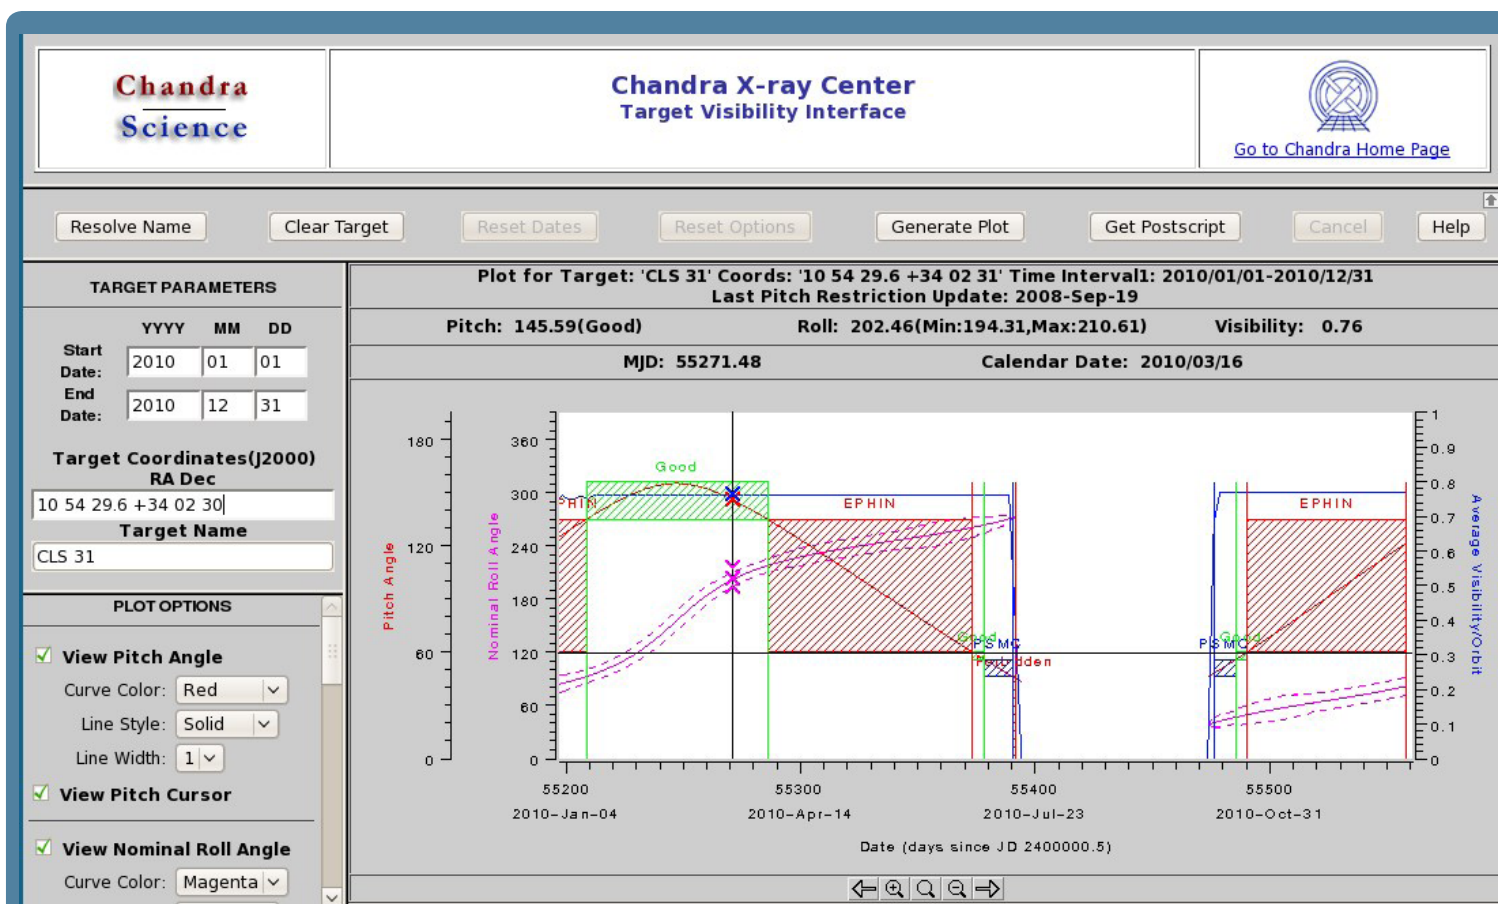 Chandra
Science
Chandra X-ray Center
Target Visibility Interface
Go to Chandra Home Page
Resolve Name
Clear Target
Reset Dates
Reset Options
Generate Plot
Get Postscript
Cancel
Help
TARGET PARAMETERS
YYYY MM DD
Start Date: 2010 01 01
End Date: 2010 12 31
Target Coordinates(J2000)
RA Dec
10 54 29.6 +34 02 30
Target Name
CLS 31
PLOT OPTIONS
View Pitch Angle
Curve Color: Red
Line Style: Solid
Line Width: 1
View Pitch Cursor
View Nominal Roll Angle
Curve Color: Magenta
Plot for Target: 'CLS 31' Coords: '10 54 29.6 +34 02 31' Time Interval1: 2010/01/01-2010/12/31
Last Pitch Restriction Update: 2008-Sep-19
Pitch: 145.59(Good) Roll: 202.46(Min:194.31,Max:210.61) Visibility: 0.76
MJD: 55271.48 Calendar Date: 2010/03/16
Pitch Angle
180
120
60
0
Nominal Roll Angle
360
300
240
180
120
60
0
Good
PHIN
EPHIN
EPHIN
Good
PSMC
Forbidden
PSMC
Good
1
0.9
0.8
0.7
0.6
0.5
0.4
0.3
0.2
0.1
0
Average Visibility/Orbit
55200 55300 55400 55500
2010-Jan-04 2010-Apr-14 2010-Jul-23 2010-Oct-31
Date (days since JD 2400000.5)